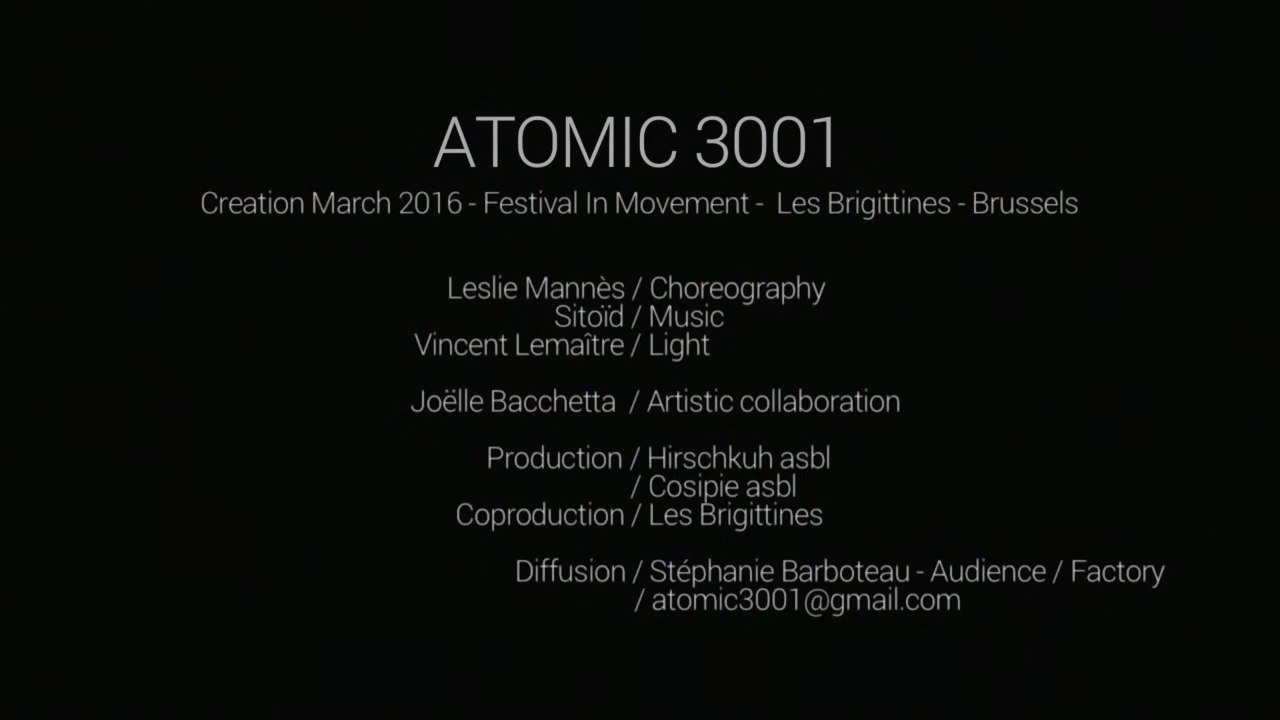 ATOMIC 3001
Creation March 2016 - Festival In Movement - Les Brigittines - Brussels
Leslie Mannès / Choreography
Sitoïd / Music
Vincent Lemaître / Light
Joëlle Bacchetta / Artistic collaboration
Production / Hirschkuh asbl
/ Cosipie asbl
Coproduction / Les Brigittines
Diffusion / Stéphanie Barboteau - Audience / Factory
/ atomic3001@gmail.com